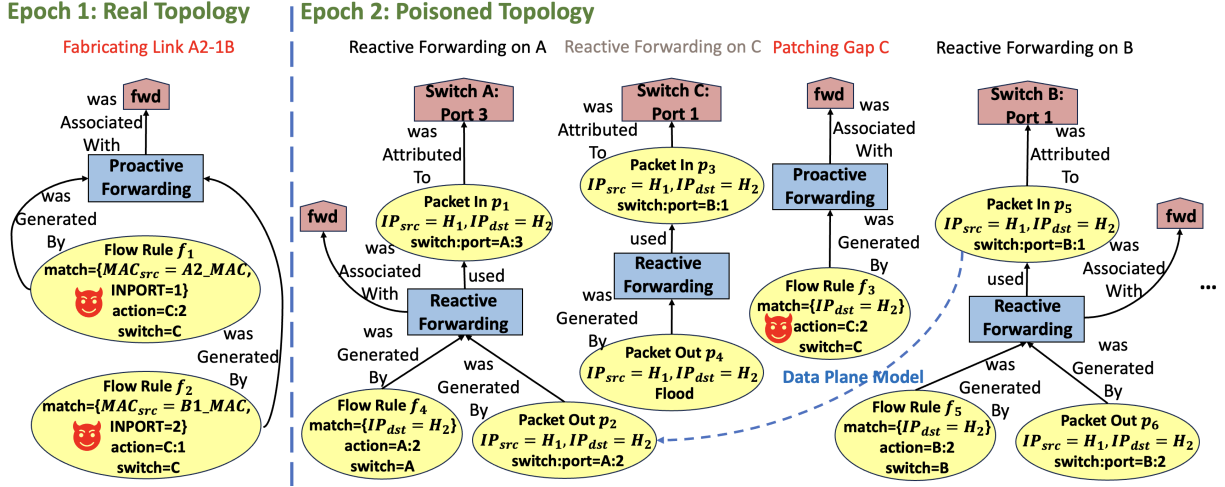 Epoch 1: Real Topology
Fabricating Link A2-1B
fwd
was
Associated
With
Proactive
Forwarding
was
Generated
By
Flow Rule f₁
match={MACsrc = A2_MAC,
INPORT=1}
action=C:2
switch=C
was
Generated
By
Flow Rule f₂
match={MACsrc = B1_MAC,
INPORT=2}
action=C:1
switch=C
Epoch 2: Poisoned Topology
Reactive Forwarding on A
Switch A:
Port 3
was
Attributed
To
Packet In p₁
IPsrc = H₁, IPdst = H₂
switch:port=A:3
fwd
was
Associated
With
used
Reactive
Forwarding
was
Generated
By
was
Generated
By
Flow Rule f₄
match={IPdst = H₂}
action=A:2
switch=A
Packet Out p₂
IPsrc = H₁, IPdst = H₂
switch:port=A:2
Reactive Forwarding on C
Switch C:
Port 1
was
Attributed
To
Packet In p₃
IPsrc = H₁, IPdst = H₂
switch:port=B:1
used
Reactive
Forwarding
was
Generated
By
Packet Out p₄
IPsrc = H₁, IPdst = H₂
Flood
Patching Gap C
fwd
was
Associated
With
Proactive
Forwarding
was
Generated
By
Flow Rule f₃
match={IPdst = H₂}
action=C:2
switch=C
Data Plane Model
Reactive Forwarding on B
Switch B:
Port 1
was
Attributed
To
Packet In p₅
IPsrc = H₁, IPdst = H₂
switch:port=B:1
fwd
was
Associated
With
used
Reactive
Forwarding
was
Generated
By
was
Generated
By
Flow Rule f₅
match={IPdst = H₂}
action=B:2
switch=B
Packet Out p₆
IPsrc = H₁, IPdst = H₂
switch:port=B:2
...